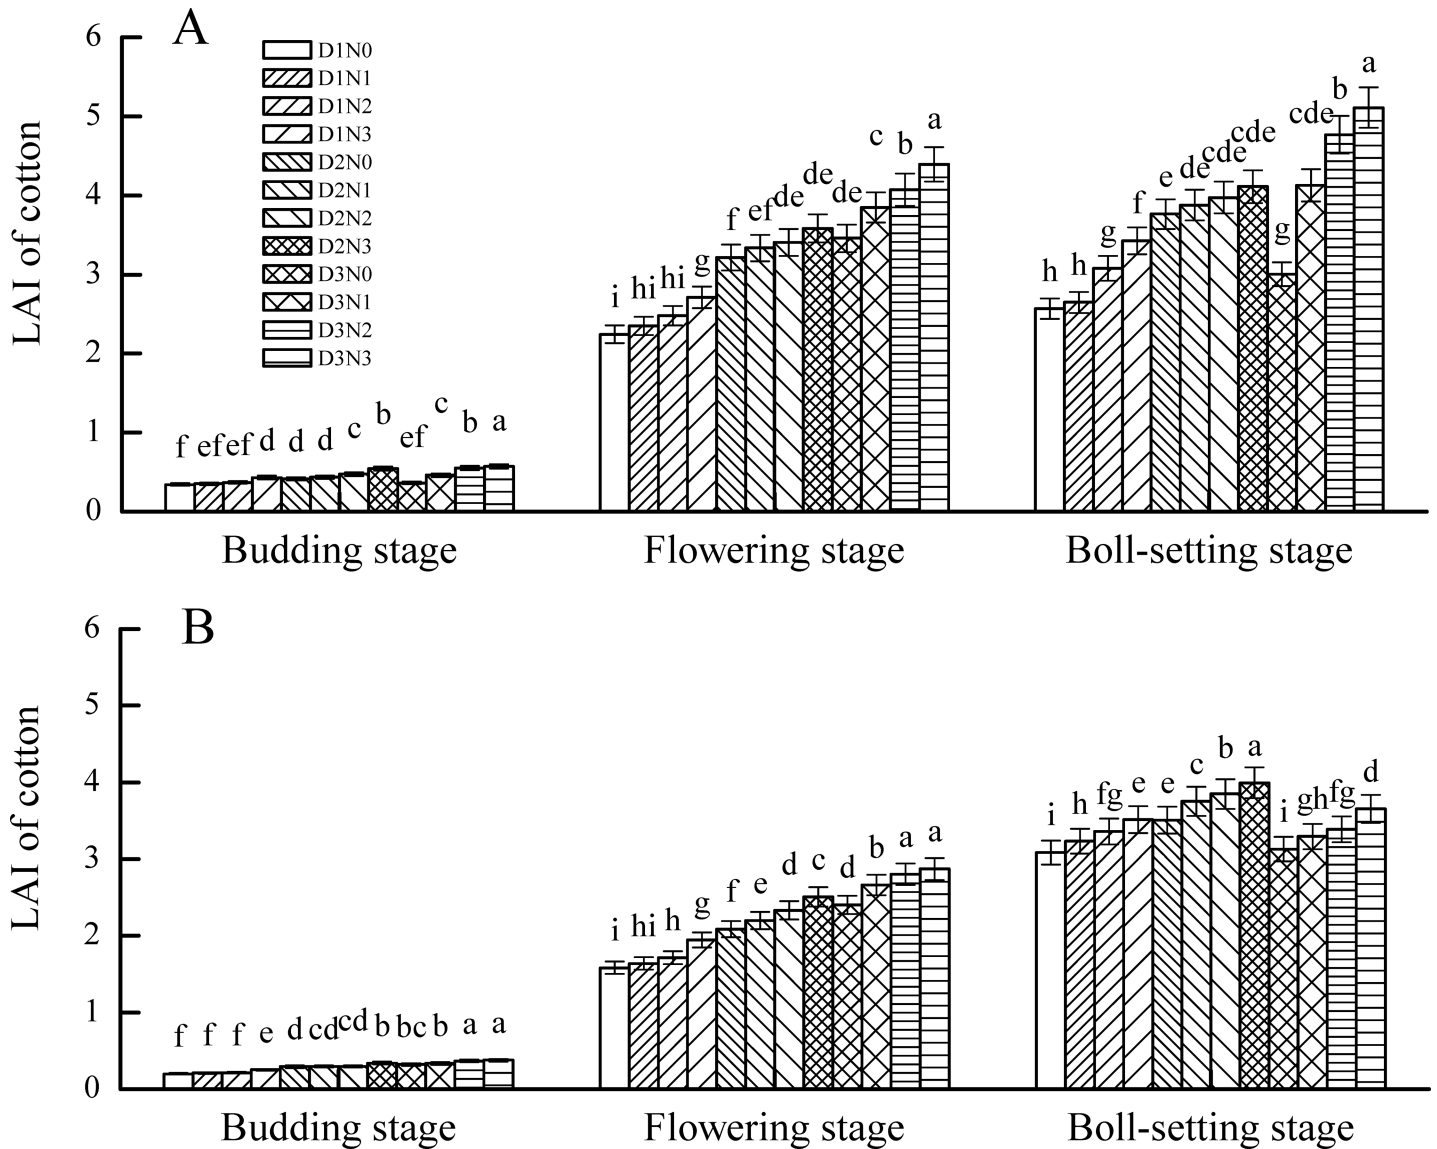 A
6
5
4
3
2
1
0
LAI of cotton
D1N0
D1N1
D1N2
D1N3
D2N0
D2N1
D2N2
D2N3
D3N0
D3N1
D3N2
D3N3
f ef ef d d d c b ef c b a
i hi hi g f ef de de de c b a
h h g f e de cde cde g cde b a
Budding stage Flowering stage Boll-setting stage
B
6
5
4
3
2
1
0
LAI of cotton
f f f e d cd cd b bc b a a
i hi h g f e d c d b a a
i h fg e e c b a i gh fg d
Budding stage Flowering stage Boll-setting stage